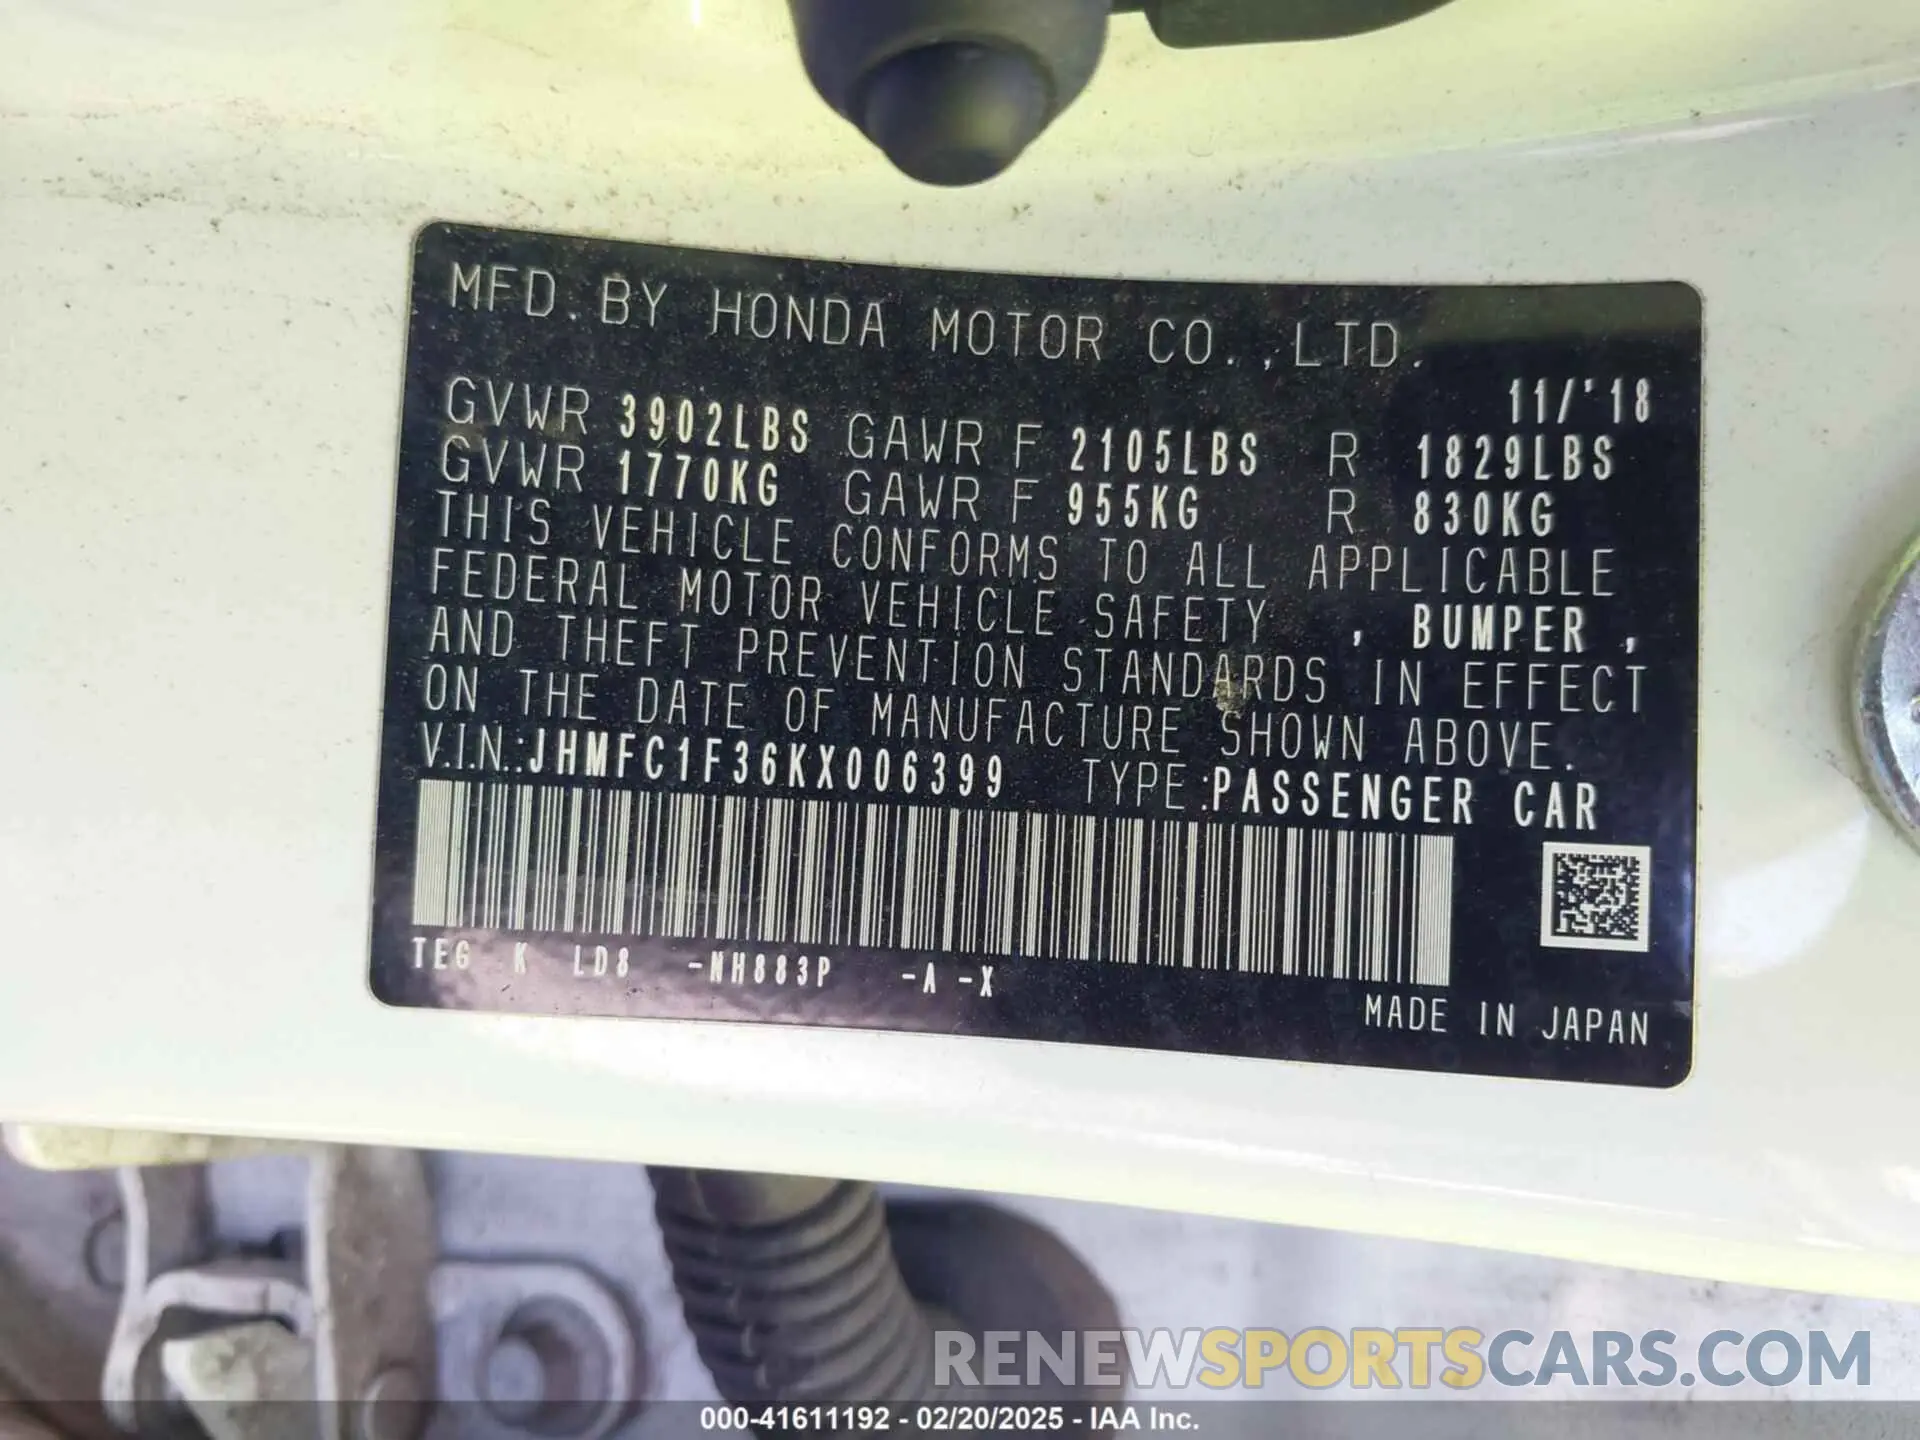 MFD. BY HONDA MOTOR CO., LTD.
11/'18
GVWR 3902LBS GAWR F 2105LBS R 1829LBS
GVWR 1770KG GAWR F 955KG R 830KG
THIS VEHICLE CONFORMS TO ALL APPLICABLE
FEDERAL MOTOR VEHICLE SAFETY , BUMPER ,
AND THEFT PREVENTION STANDARDS IN EFFECT
ON THE DATE OF MANUFACTURE SHOWN ABOVE.
V.I.N.:JHMFC1F36KX006399 TYPE:PASSENGER CAR
TEG K LD8 -NH883P -A -X
MADE IN JAPAN
RENEWSPORTSCARS.COM
000-41611192 - 02/20/2025 - IAA Inc.